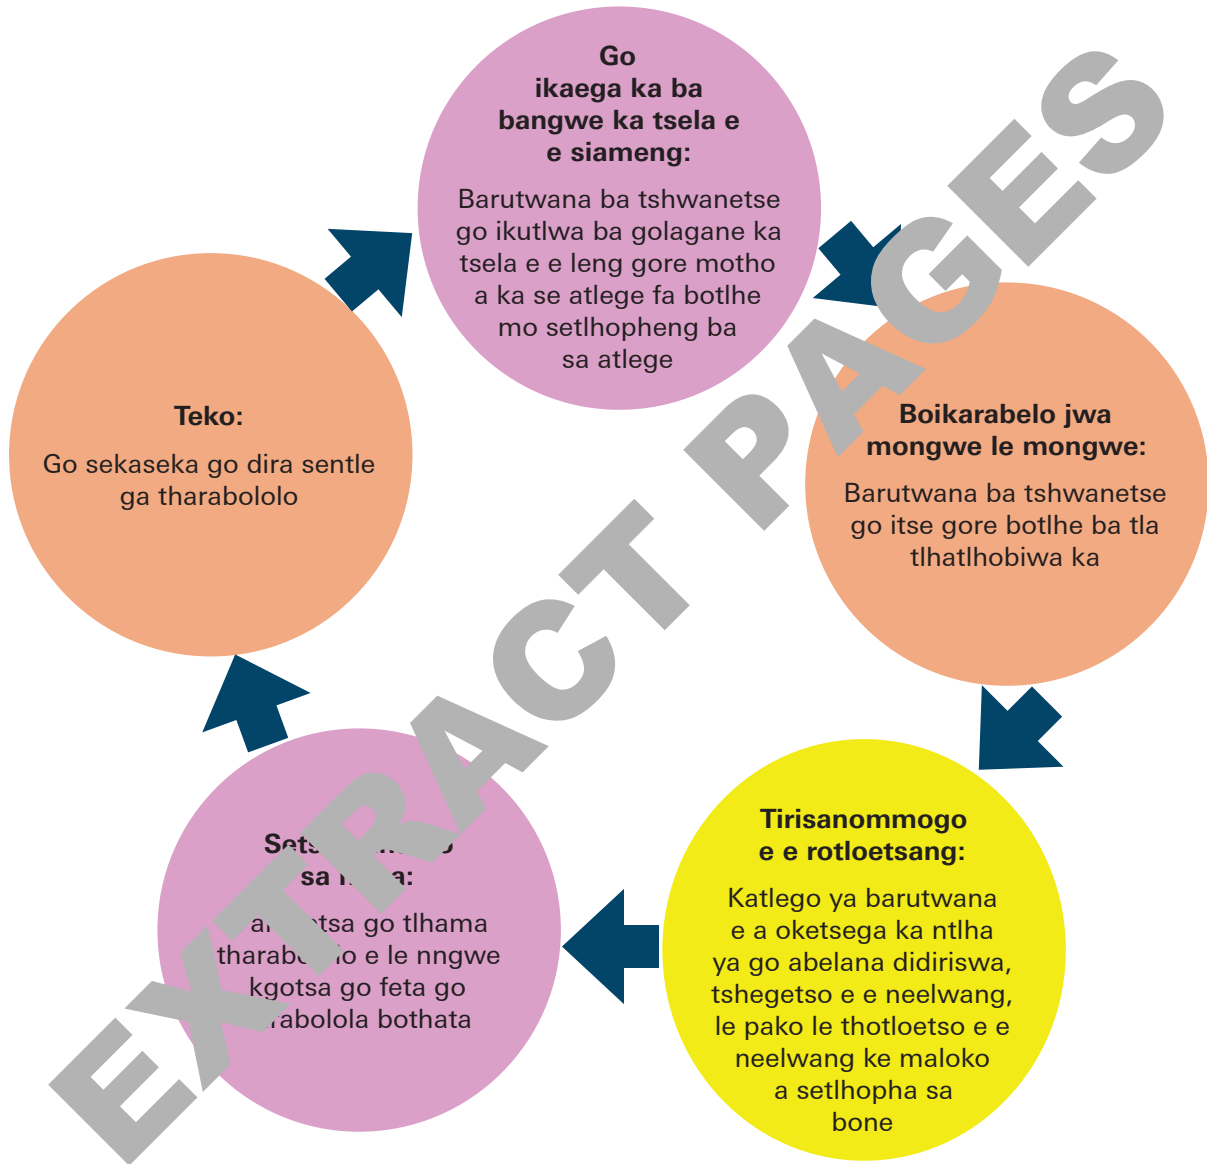 Go
ikaega ka ba
bangwe ka tsela e
e siameng:
Barutwana ba tshwanetse
go ikutlwa ba golagane ka
tsela e e leng gore motho
a ka se atlege fa botlhe
mo setlhopheng ba
sa atlege
Boikarabelo jwa
mongwe le mongwe:
Barutwana ba tshwanetse
go itse gore botlhe ba tla
tlhatlhobiwa ka
Tirisanommogo
e e rotloetsang:
Katlego ya barutwana
e a oketsega ka ntlha
ya go abelana didiriswa,
tshegetso e e neelwang,
le pako le thotloetso e e
neelwang ke maloko
a setlhopha sa
bone
sa
go tlhama
e le nngwe
kgotsa go feta go
bothata
Teko:
Go sekaseka go dira sentle
ga tharabololo
EXTRACT PAGES